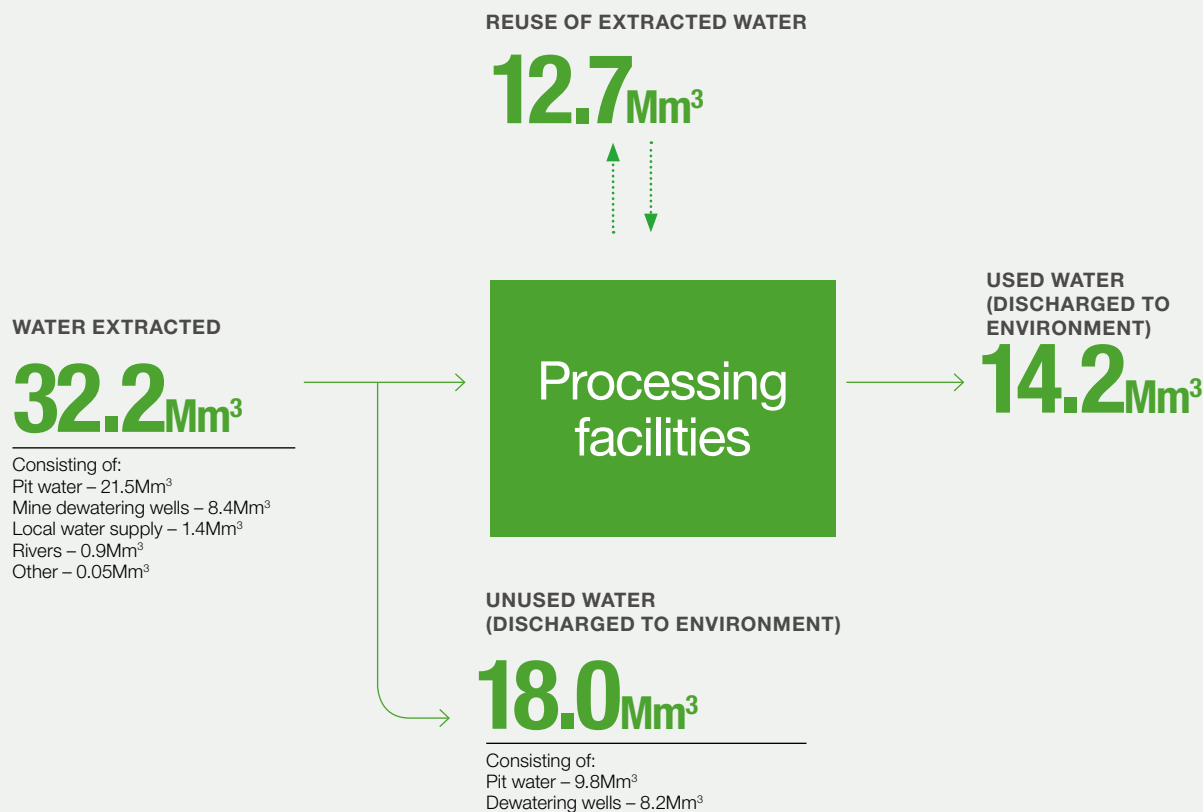 REUSE OF EXTRACTED WATER
12.7Mm³
WATER EXTRACTED
32.2Mm³
Consisting of:
Pit water – 21.5Mm³
Mine dewatering wells – 8.4Mm³
Local water supply – 1.4Mm³
Rivers – 0.9Mm³
Other – 0.05Mm³
Processing
facilities
USED WATER
(DISCHARGED TO
ENVIRONMENT)
14.2Mm³
UNUSED WATER
(DISCHARGED TO ENVIRONMENT)
18.0Mm³
Consisting of:
Pit water – 9.8Mm³
Dewatering wells – 8.2Mm³